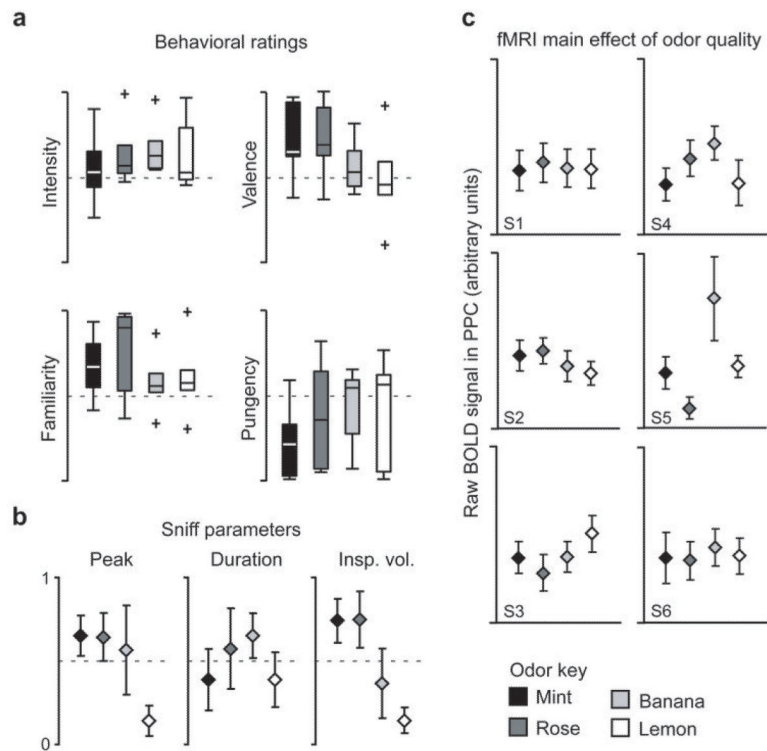 a
Behavioral ratings
Intensity
Valence
Familiarity
Pungency
b
Sniff parameters
Peak
Duration
Insp. vol.
1
0
c
fMRI main effect of odor quality
Raw BOLD signal in PPC (arbitrary units)
S1
S4
S2
S5
S3
S6
Odor key
Mint
Banana
Rose
Lemon